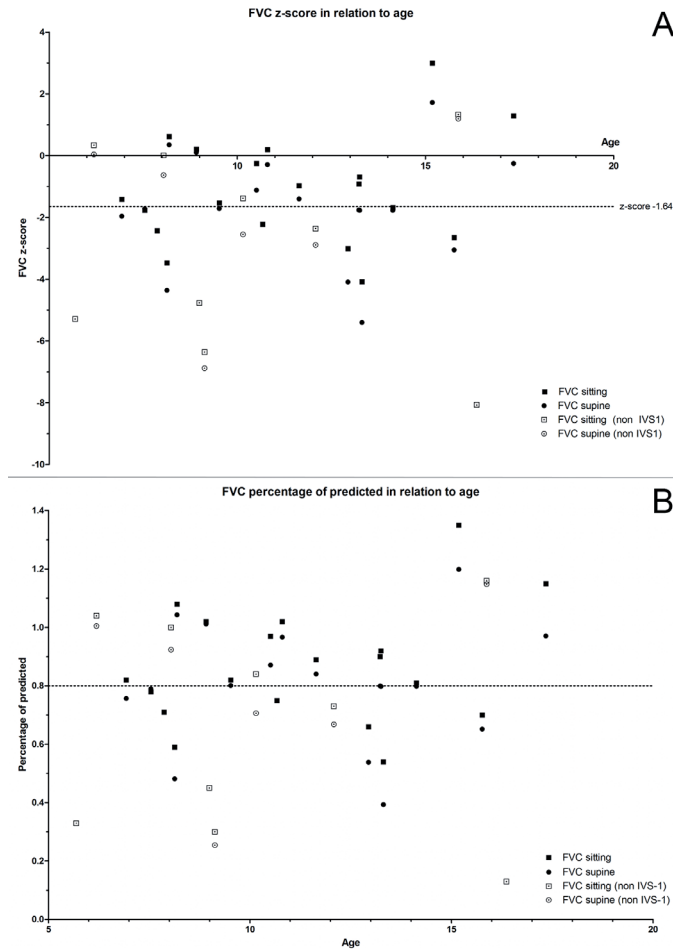 FVC z-score in relation to age
A
4
2
0
-2
-4
-6
-8
-10
FVC z-score
10
15
20
Age
z-score -1.64
FVC sitting
FVC supine
FVC sitting (non IVS1)
FVC supine (non IVS1)
FVC percentage of predicted in relation to age
B
1.4
1.2
1.0
0.8
0.6
0.4
0.2
0.0
Percentage of predicted
5
10
15
20
Age
FVC sitting
FVC supine
FVC sitting (non IVS-1)
FVC supine (non IVS-1)